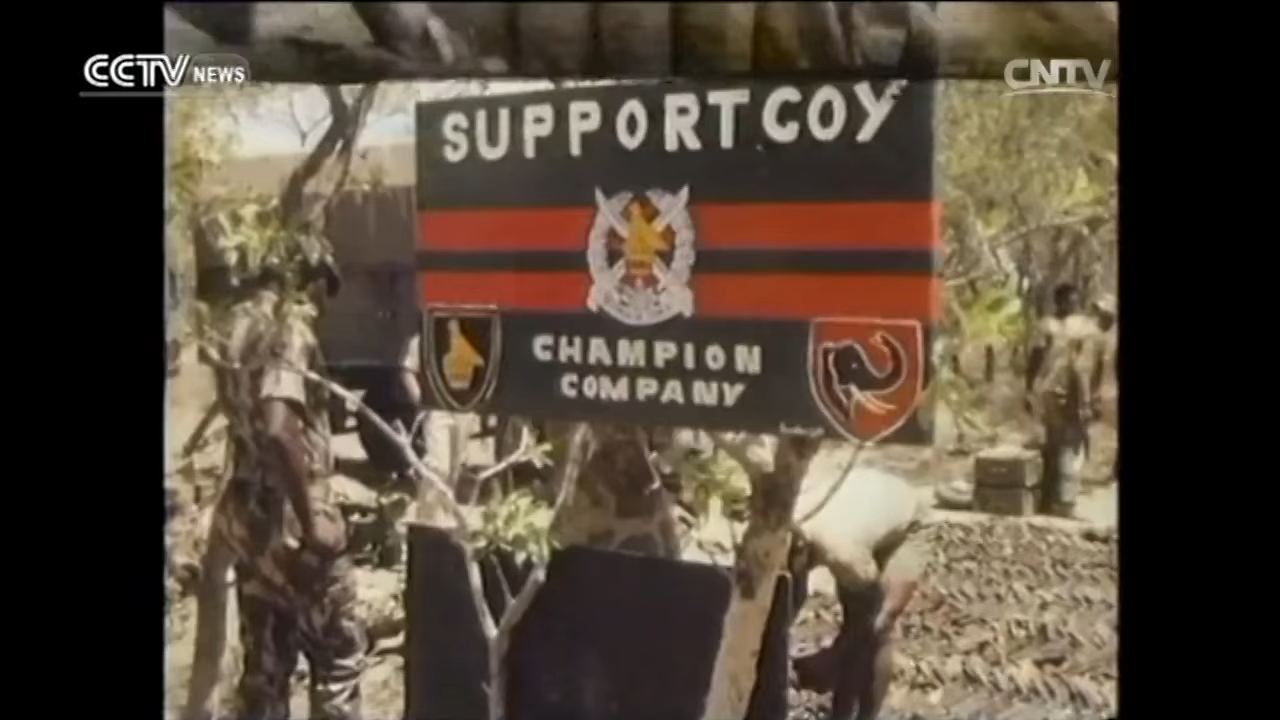 CCTV NEWS
CNTV
SUPPORT COY
CHAMPION
COMPANY